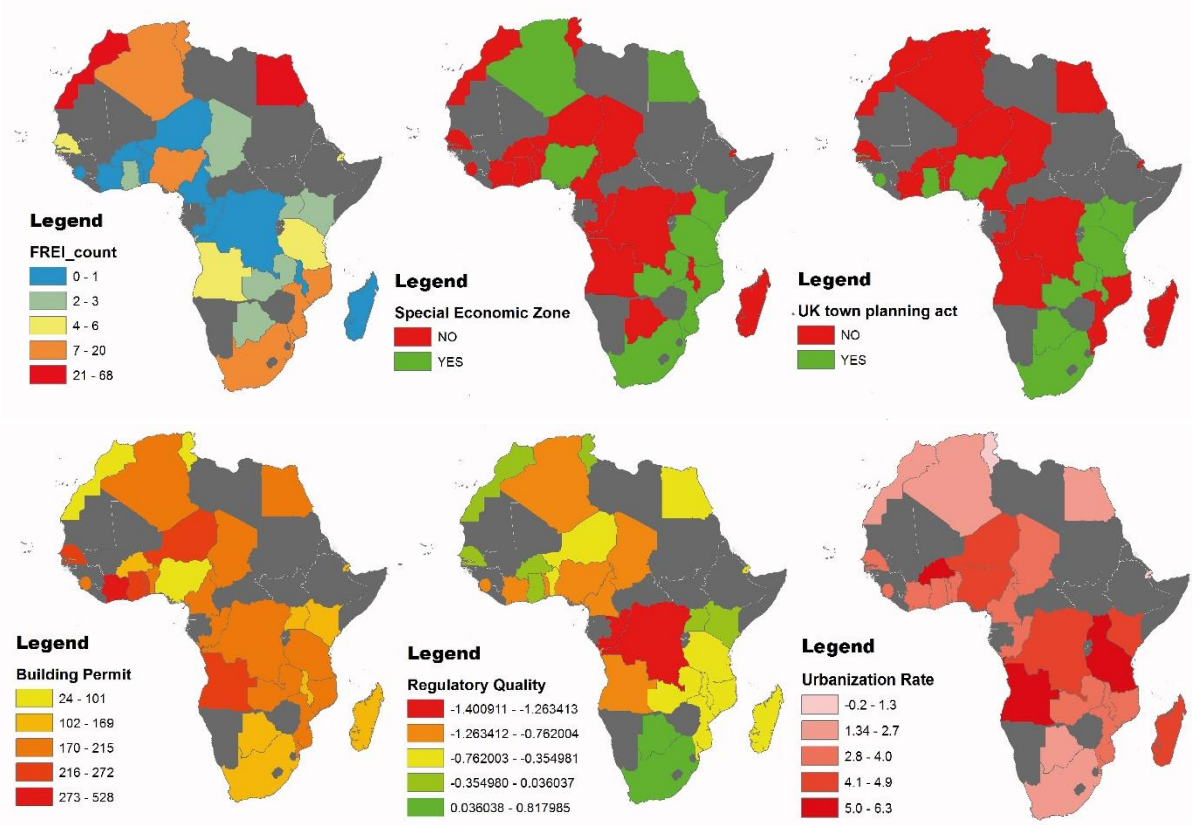 Legend
FREI_count
0 - 1
2 - 3
4 - 6
7 - 20
21 - 68
Legend
Special Economic Zone
NO
YES
Legend
UK town planning act
NO
YES
Legend
Building Permit
24 - 101
102 - 169
170 - 215
216 - 272
273 - 528
Legend
Regulatory Quality
-1.400911 - -1.263413
-1.263412 - -0.762004
-0.762003 - -0.354981
-0.354980 - 0.036037
0.036038 - 0.817985
Legend
Urbanization Rate
-0.2 - 1.3
1.34 - 2.7
2.8 - 4.0
4.1 - 4.9
5.0 - 6.3